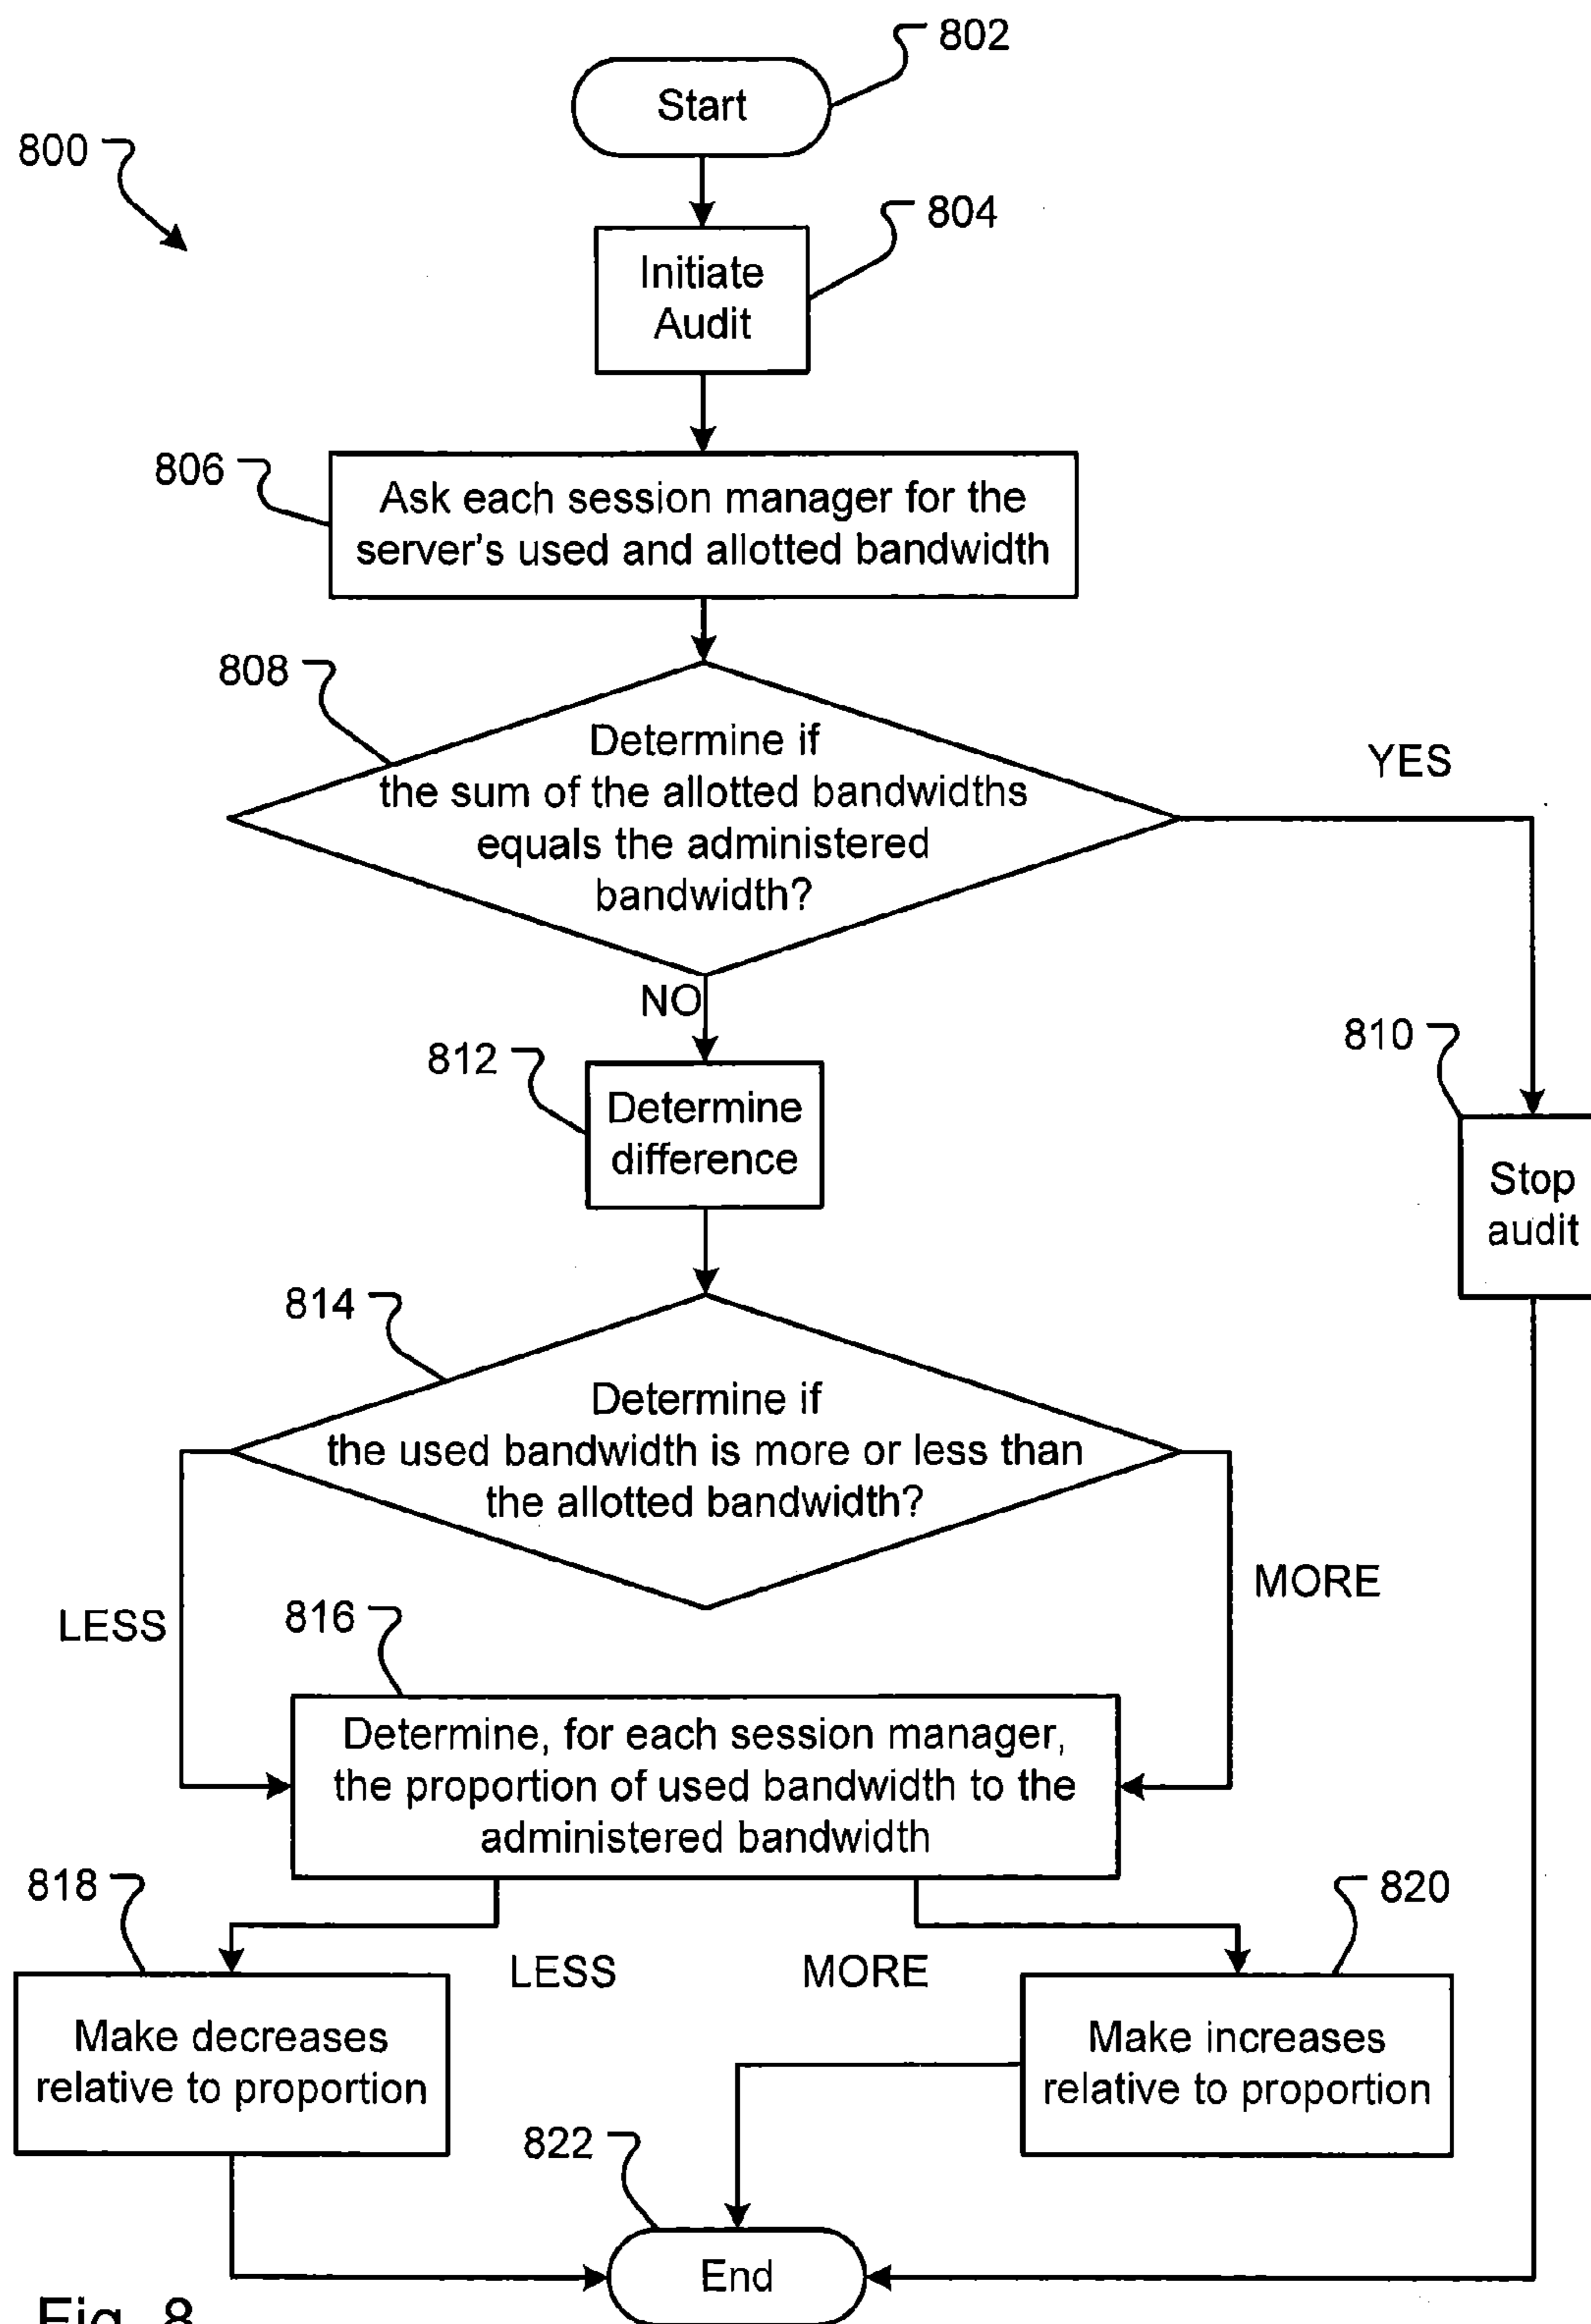 802
Start
800
804
Initiate
Audit
806
Ask each session manager for the
server's used and allotted bandwidth
808
Determine if
the sum of the allotted bandwidths
equals the administered
bandwidth?
YES
NO
810
812
Determine
difference
Stop
audit
814
Determine if
the used bandwidth is more or less than
the allotted bandwidth?
MORE
LESS
816
Determine, for each session manager,
the proportion of used bandwidth to the
administered bandwidth
818
820
LESS
MORE
Make decreases
relative to proportion
Make increases
relative to proportion
822
End
Fig. 8